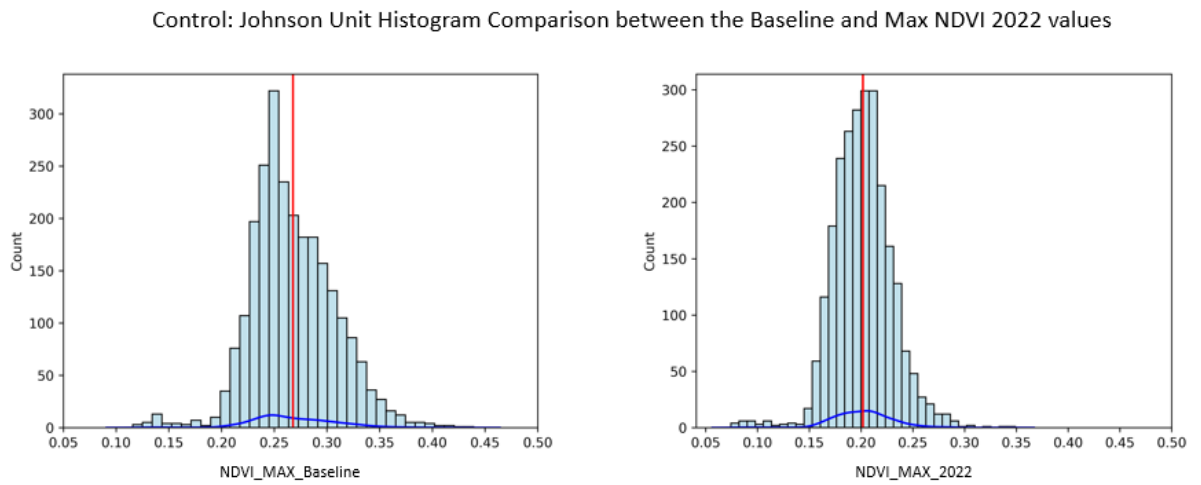 Control: Johnson Unit Histogram Comparison between the Baseline and Max NDVI 2022 values
Count
300
250
200
150
100
50
0
0.05 0.10 0.15 0.20 0.25 0.30 0.35 0.40 0.45 0.50
NDVI_MAX_Baseline
Count
300
250
200
150
100
50
0
0.05 0.10 0.15 0.20 0.25 0.30 0.35 0.40 0.45 0.50
NDVI_MAX_2022